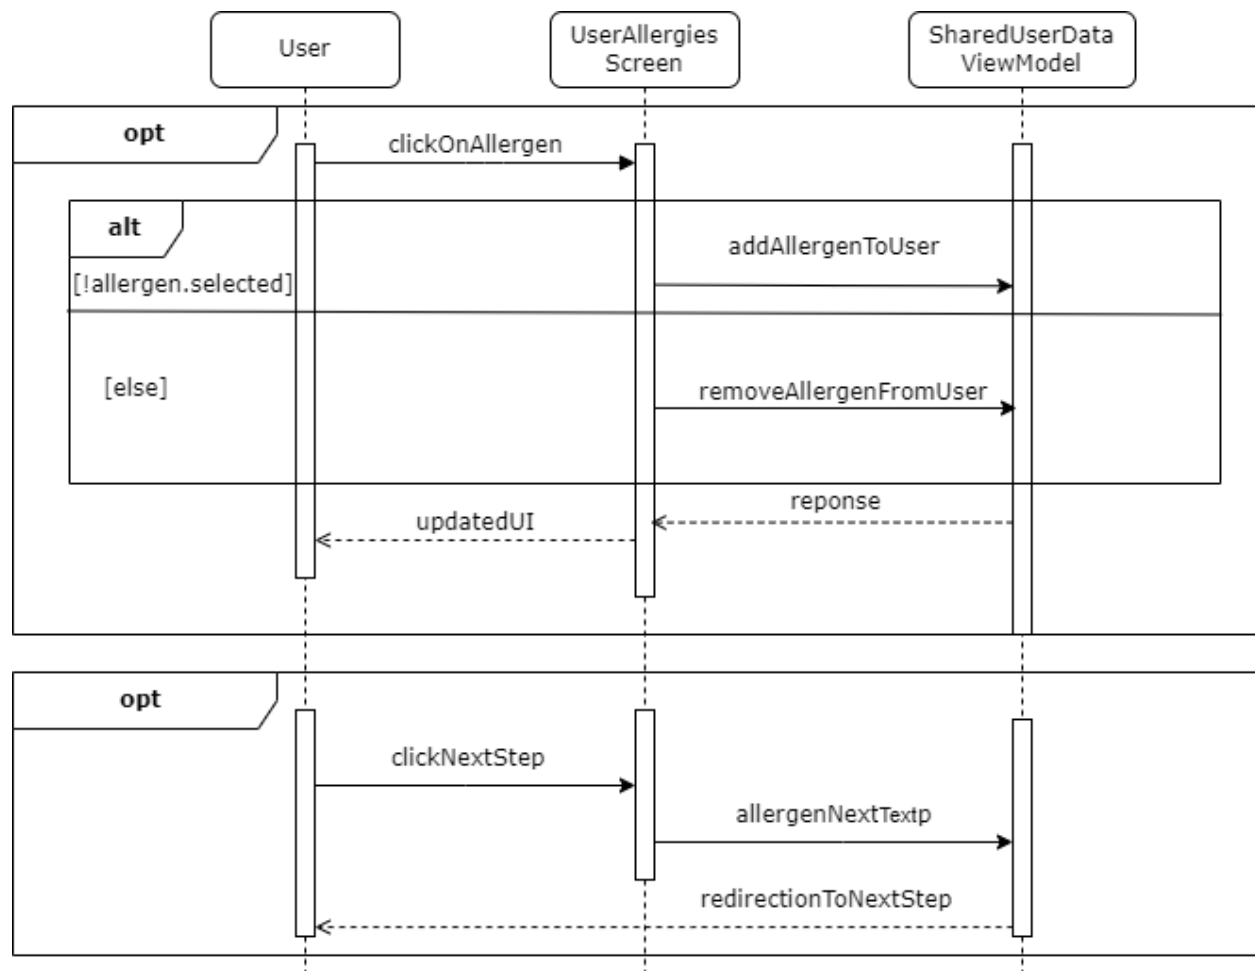 User
UserAllergies
Screen
SharedUserData
ViewModel
opt
clickOnAllergen
alt
addAllergenToUser
[!allergen.selected]
[else]
removeAllergenFromUser
reponse
updatedUI
opt
clickNextStep
allergenNextTextp
redirectionToNextStep